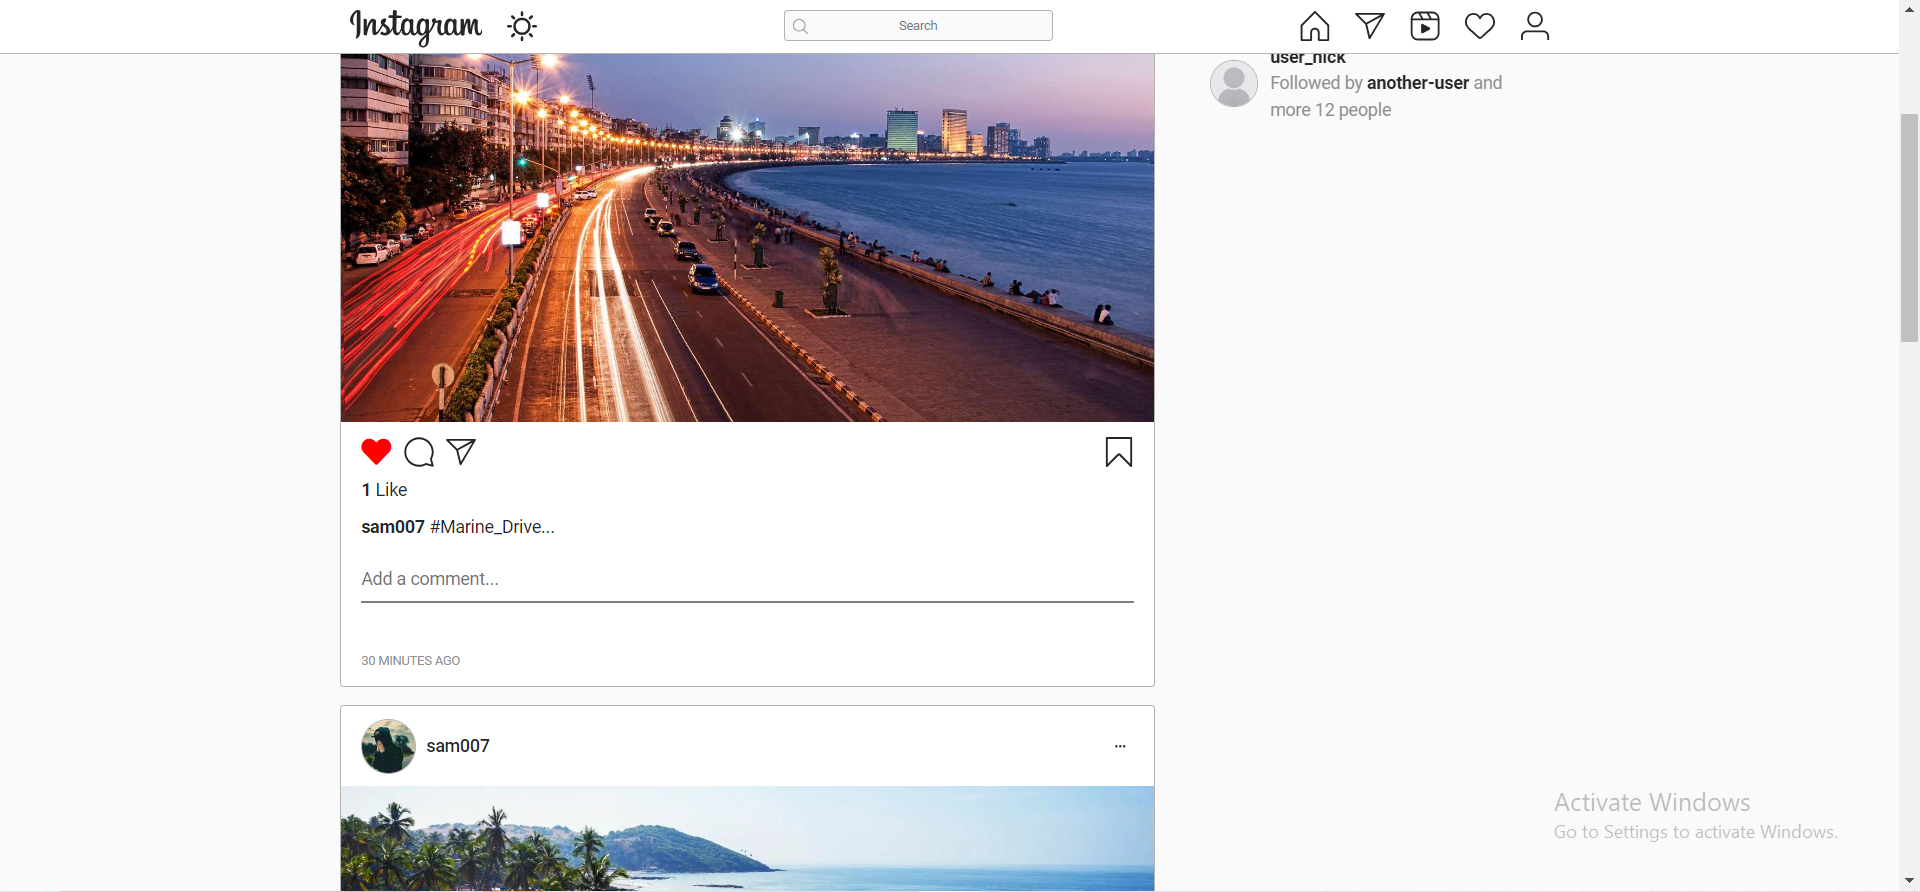 Instagram
Search
user_nick
Followed by another-user and
more 12 people
1 Like
sam007 #Marine_Drive...
Add a comment...
30 MINUTES AGO
sam007
...
Activate Windows
Go to Settings to activate Windows.